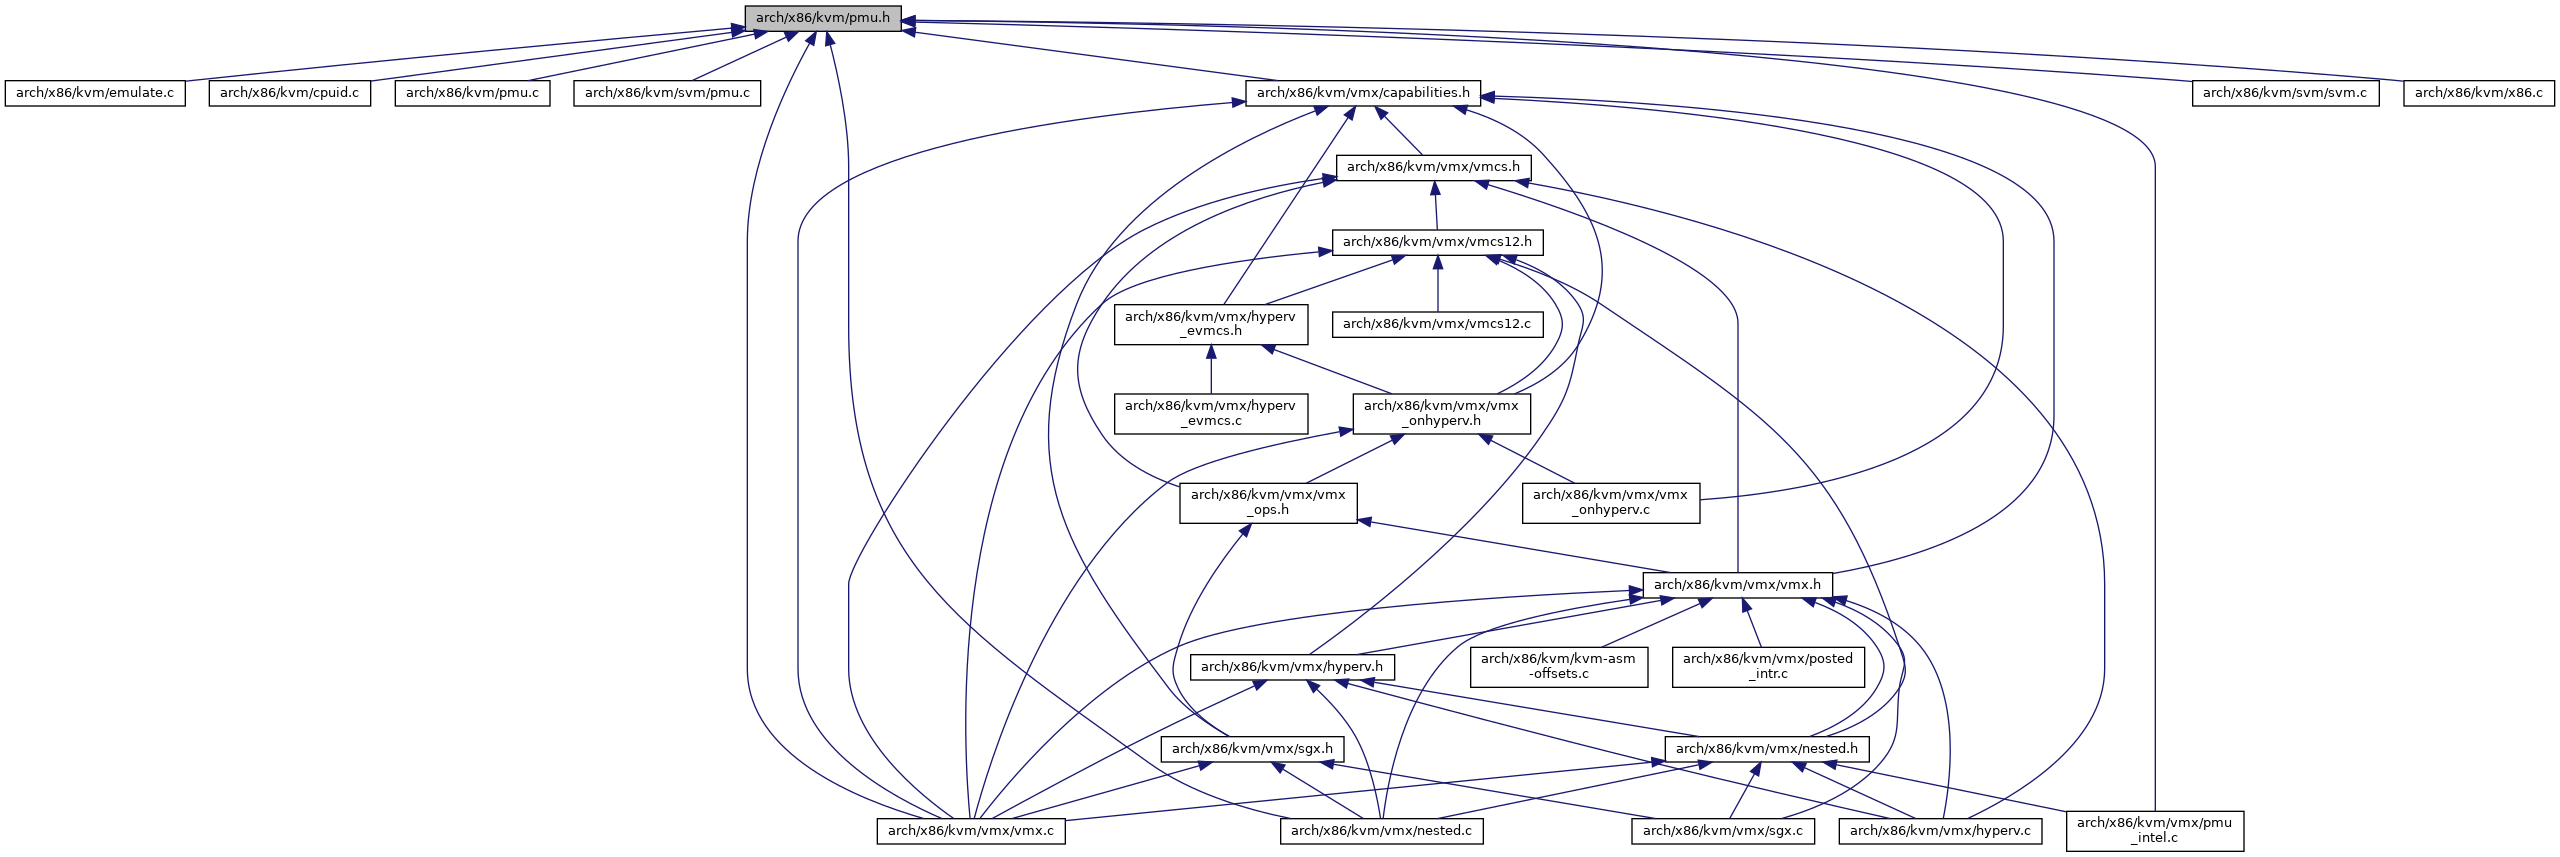 arch/x86/kvm/pmu.h
arch/x86/kvm/emulate.c
arch/x86/kvm/cpuid.c
arch/x86/kvm/pmu.c
arch/x86/kvm/svm/pmu.c
arch/x86/kvm/vmx/capabilities.h
arch/x86/kvm/svm/svm.c
arch/x86/kvm/x86.c
arch/x86/kvm/vmx/vmcs.h
arch/x86/kvm/vmx/vmcs12.h
arch/x86/kvm/vmx/hyperv
_evmcs.h
arch/x86/kvm/vmx/vmcs12.c
arch/x86/kvm/vmx/hyperv
_evmcs.c
arch/x86/kvm/vmx/vmx
_onhyperv.h
arch/x86/kvm/vmx/vmx
_ops.h
arch/x86/kvm/vmx/vmx
_onhyperv.c
arch/x86/kvm/vmx/vmx.h
arch/x86/kvm/vmx/hyperv.h
arch/x86/kvm/kvm-asm
-offsets.c
arch/x86/kvm/vmx/posted
_intr.c
arch/x86/kvm/vmx/sgx.h
arch/x86/kvm/vmx/nested.h
arch/x86/kvm/vmx/vmx.c
arch/x86/kvm/vmx/nested.c
arch/x86/kvm/vmx/sgx.c
arch/x86/kvm/vmx/hyperv.c
arch/x86/kvm/vmx/pmu
_intel.c